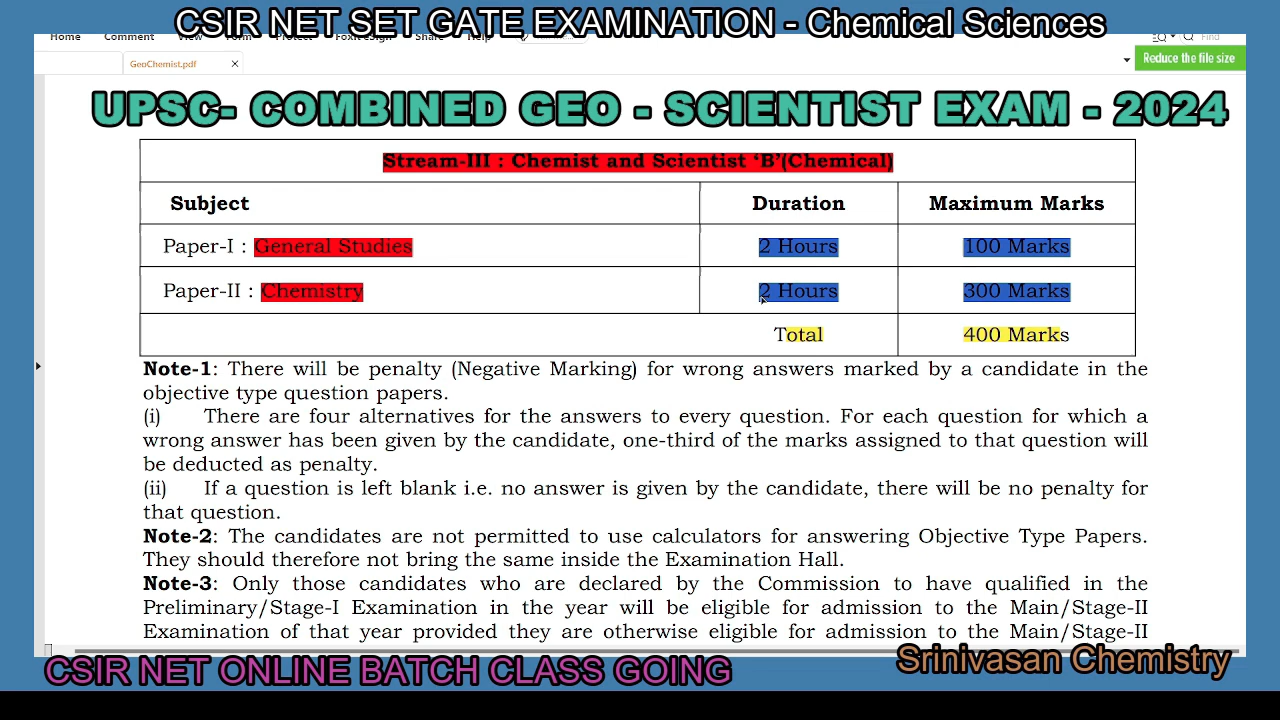 CSIR NET SET GATE EXAMINATION - Chemical Sciences
Home Comment View Form Protect Foxit eSign Share Help
Find
GeoChemist.pdf
Reduce the file size
UPSC- COMBINED GEO - SCIENTIST EXAM - 2024
Stream-III : Chemist and Scientist ‘B’(Chemical)
Subject Duration Maximum Marks
Paper-I : General Studies 2 Hours 100 Marks
Paper-II : Chemistry 2 Hours 300 Marks
Total 400 Marks
Note-1: There will be penalty (Negative Marking) for wrong answers marked by a candidate in the
objective type question papers.
(i) There are four alternatives for the answers to every question. For each question for which a
wrong answer has been given by the candidate, one-third of the marks assigned to that question will
be deducted as penalty.
(ii) If a question is left blank i.e. no answer is given by the candidate, there will be no penalty for
that question.
Note-2: The candidates are not permitted to use calculators for answering Objective Type Papers.
They should therefore not bring the same inside the Examination Hall.
Note-3: Only those candidates who are declared by the Commission to have qualified in the
Preliminary/Stage-I Examination in the year will be eligible for admission to the Main/Stage-II
Examination of that year provided they are otherwise eligible for admission to the Main/Stage-II
CSIR NET ONLINE BATCH CLASS GOING
Srinivasan Chemistry